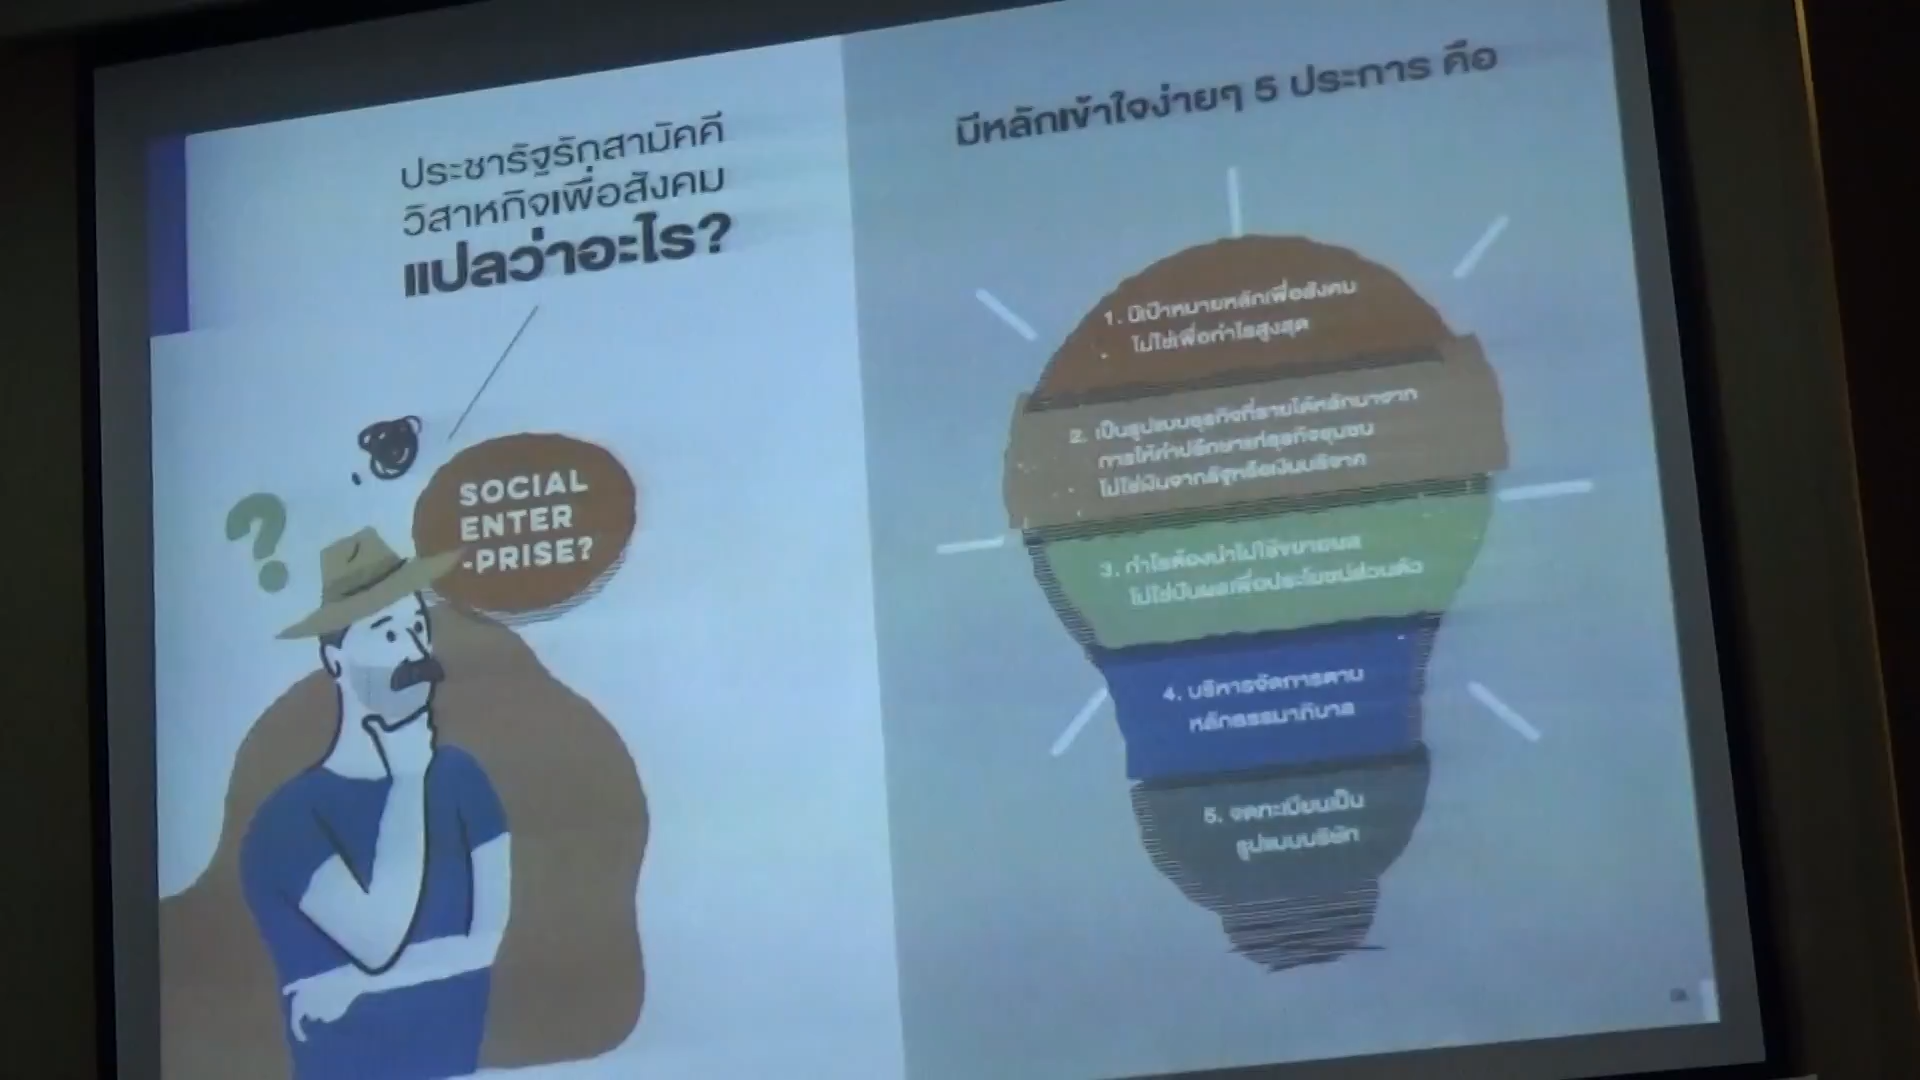 ประชารัฐรักสามัคคี
วิสาหกิจเพื่อสังคม
แปลว่าอะไร?
SOCIAL
ENTER
-PRISE?
มีหลักเข้าใจง่ายๆ 5 ประการ คือ
1. มีเป้าหมายหลักเพื่อสังคม
ไม่ใช่เพื่อกำไรสูงสุด
2. เป็นรูปแบบธุรกิจที่รายได้หลักมาจาก
การให้คำปรึกษาแก่ธุรกิจชุมชน
ไม่ใช่เงินจากรัฐหรือเงินบริจาค
3. กำไรต้องนำไปใช้ขยายผล
ไม่ใช่ปันผลเพื่อประโยชน์ส่วนตัว
4. บริหารจัดการตาม
หลักธรรมาภิบาล
5. จดทะเบียนเป็น
รูปแบบบริษัท